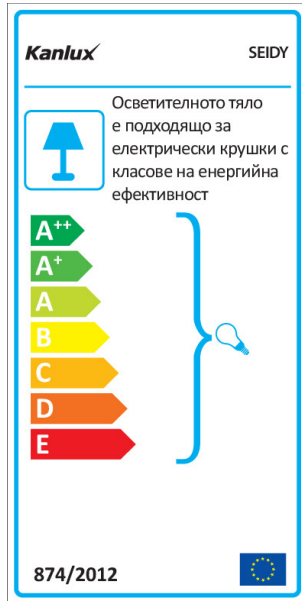 Kanlux
SEIDY
Осветителното тяло
е подходящо за
електрически крушки с
класове на енергийна
ефективност
A++
A+
A
B
C
D
E
874/2012